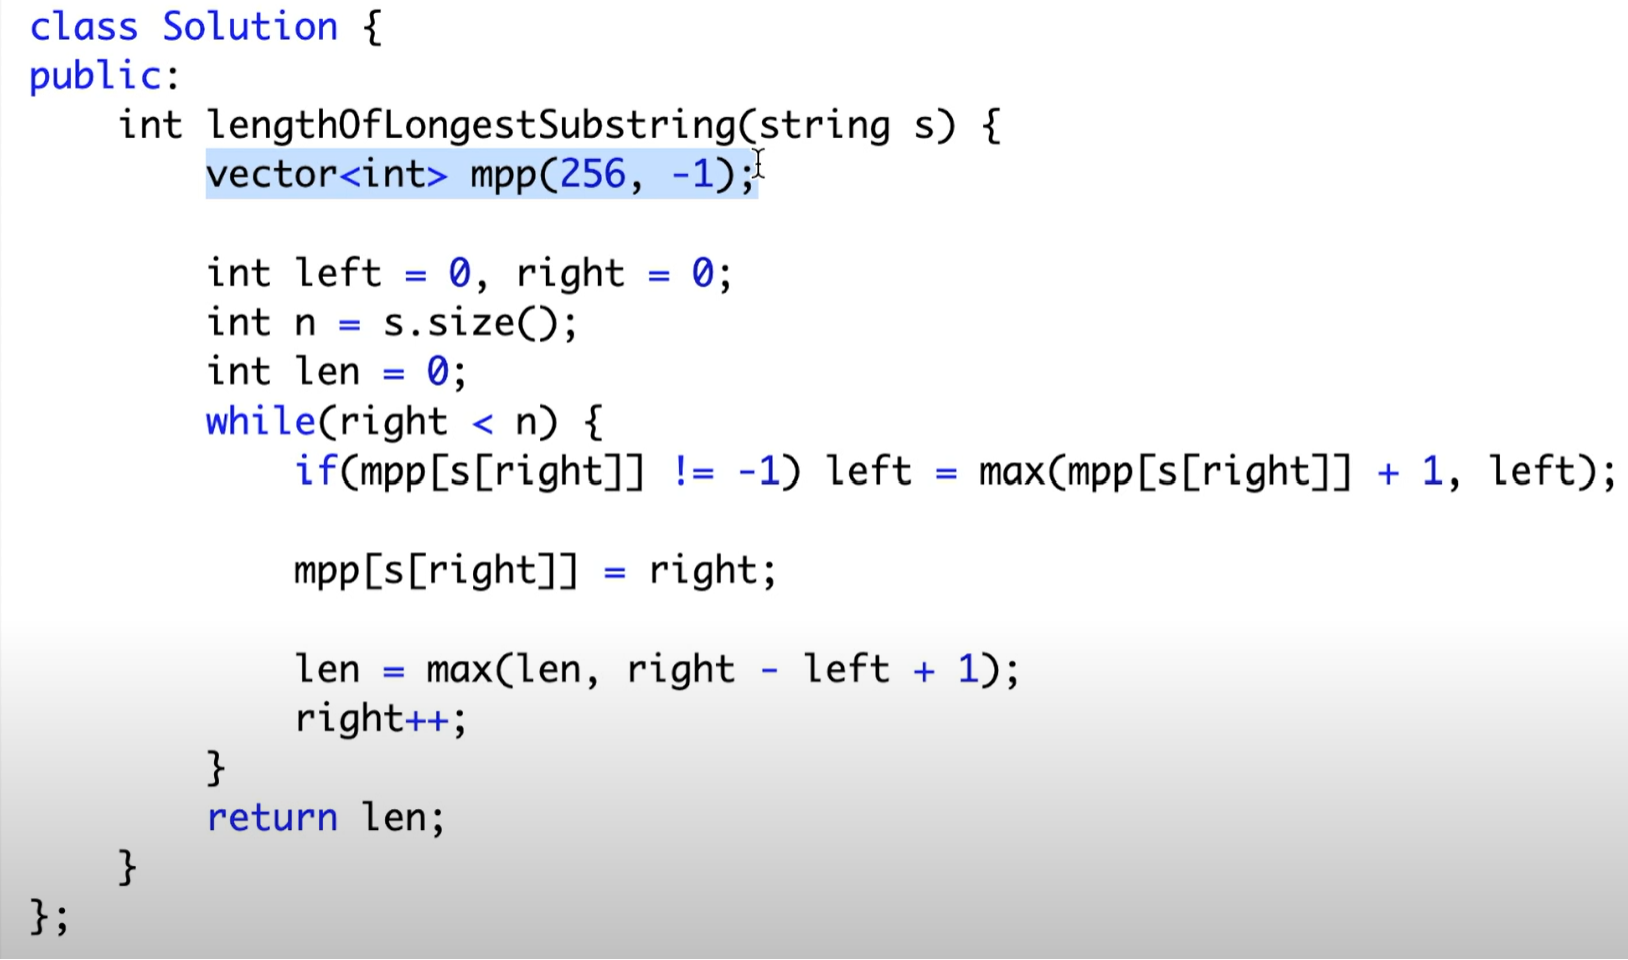 class Solution {
public:
    int lengthOfLongestSubstring(string s) {
        vector<int> mpp(256, -1);
        int left = 0, right = 0;
        int n = s.size();
        int len = 0;
        while(right < n) {
            if(mpp[s[right]] != -1) left = max(mpp[s[right]] + 1, left);
            mpp[s[right]] = right;
            len = max(len, right - left + 1);
            right++;
        }
        return len;
    }
};